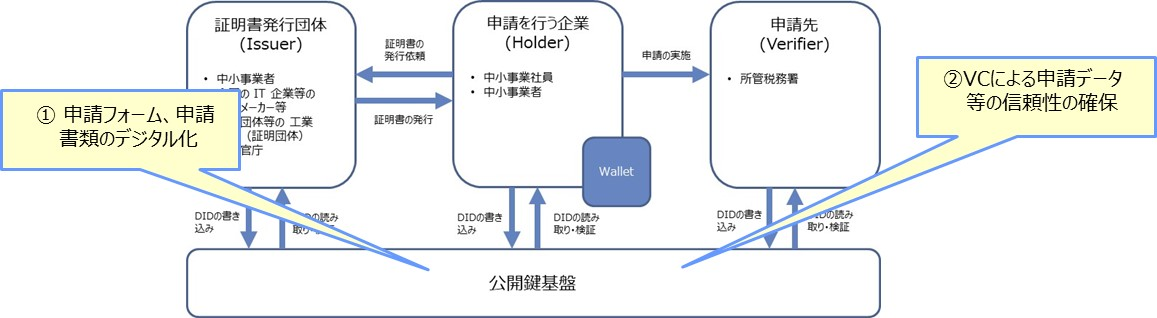 証明書発行団体
(Issuer)
• 中小事業者
の IT 企業等の
メーカー等
団体等の 工業
(証明団体)
官庁
① 申請フォーム、申請
書類のデジタル化
証明書の
発行依頼
証明書の発行
申請を行う企業
(Holder)
• 中小事業社員
• 中小事業者
Wallet
申請の実施
申請先
(Verifier)
• 所管税務署
②VCによる申請データ
等の信頼性の確保
DIDの書き
込み
DIDの読み
取り・検証
DIDの書き
込み
DIDの読み
取り・検証
DIDの書き
込み
DIDの読み
取り・検証
公開鍵基盤